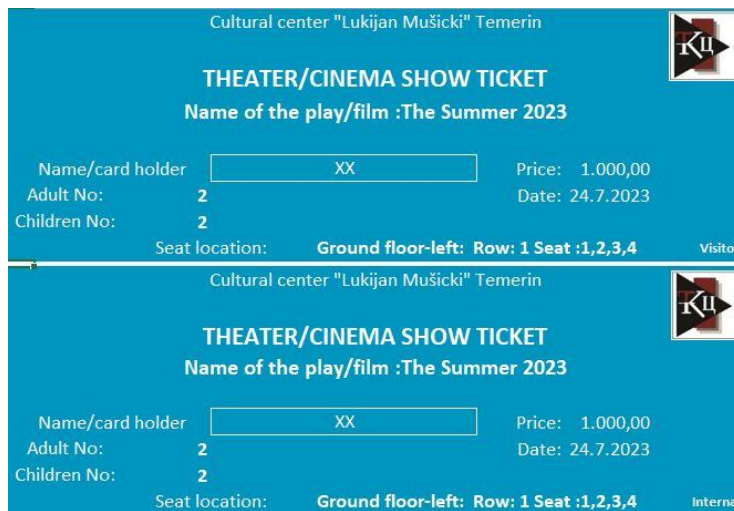 Cultural center "Lukijan Mušicki" Temerin
ТКЦ
THEATER/CINEMA SHOW TICKET
Name of the play/film :The Summer 2023
Name/card holder XX Price: 1.000,00
Adult No: 2 Date: 24.7.2023
Children No: 2
Seat location: Ground floor-left: Row: 1 Seat :1,2,3,4 Visito
Cultural center "Lukijan Mušicki" Temerin
ТКЦ
THEATER/CINEMA SHOW TICKET
Name of the play/film :The Summer 2023
Name/card holder XX Price: 1.000,00
Adult No: 2 Date: 24.7.2023
Children No: 2
Seat location: Ground floor-left: Row: 1 Seat :1,2,3,4 Interna